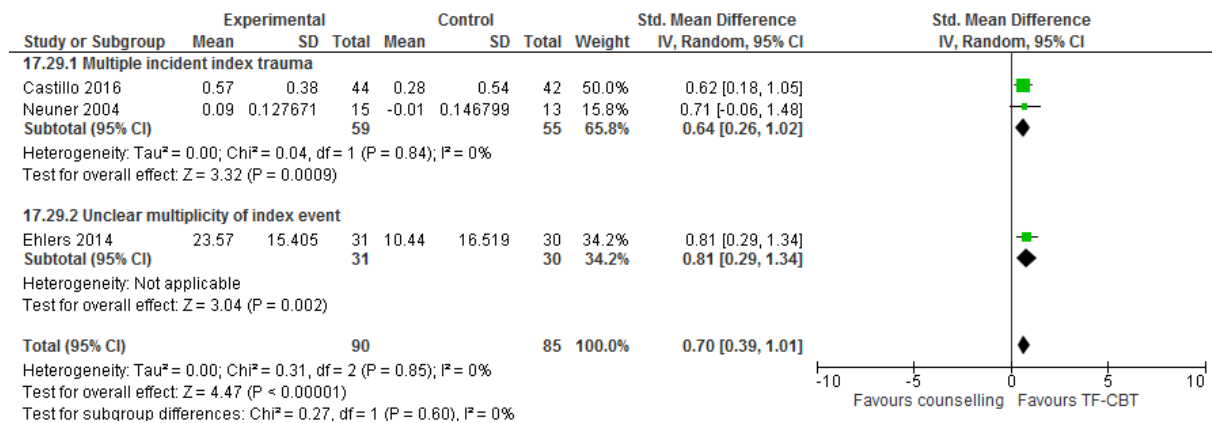 Experimental Control Std. Mean Difference Std. Mean Difference
Study or Subgroup Mean SD Total Mean SD Total Weight IV, Random, 95% CI IV, Random, 95% CI
17.29.1 Multiple incident index trauma
Castillo 2016 0.57 0.38 44 0.28 0.54 42 50.0% 0.62 [0.18, 1.05]
Neuner 2004 0.09 0.127671 15 -0.01 0.146799 13 15.8% 0.71 [-0.06, 1.48]
Subtotal (95% CI) 59 55 65.8% 0.64 [0.26, 1.02]
Heterogeneity: Tau² = 0.00; Chi² = 0.04, df = 1 (P = 0.84); I² = 0%
Test for overall effect: Z = 3.32 (P = 0.0009)
17.29.2 Unclear multiplicity of index event
Ehlers 2014 23.57 15.405 31 10.44 16.519 30 34.2% 0.81 [0.29, 1.34]
Subtotal (95% CI) 31 30 34.2% 0.81 [0.29, 1.34]
Heterogeneity: Not applicable
Test for overall effect: Z = 3.04 (P = 0.002)
Total (95% CI) 90 85 100.0% 0.70 [0.39, 1.01]
Heterogeneity: Tau² = 0.00; Chi² = 0.31, df = 2 (P = 0.85); I² = 0%
Test for overall effect: Z = 4.47 (P < 0.00001)
Test for subgroup differences: Chi² = 0.27, df = 1 (P = 0.60), I² = 0%
-10 -5 0 5 10
Favours counselling Favours TF-CBT